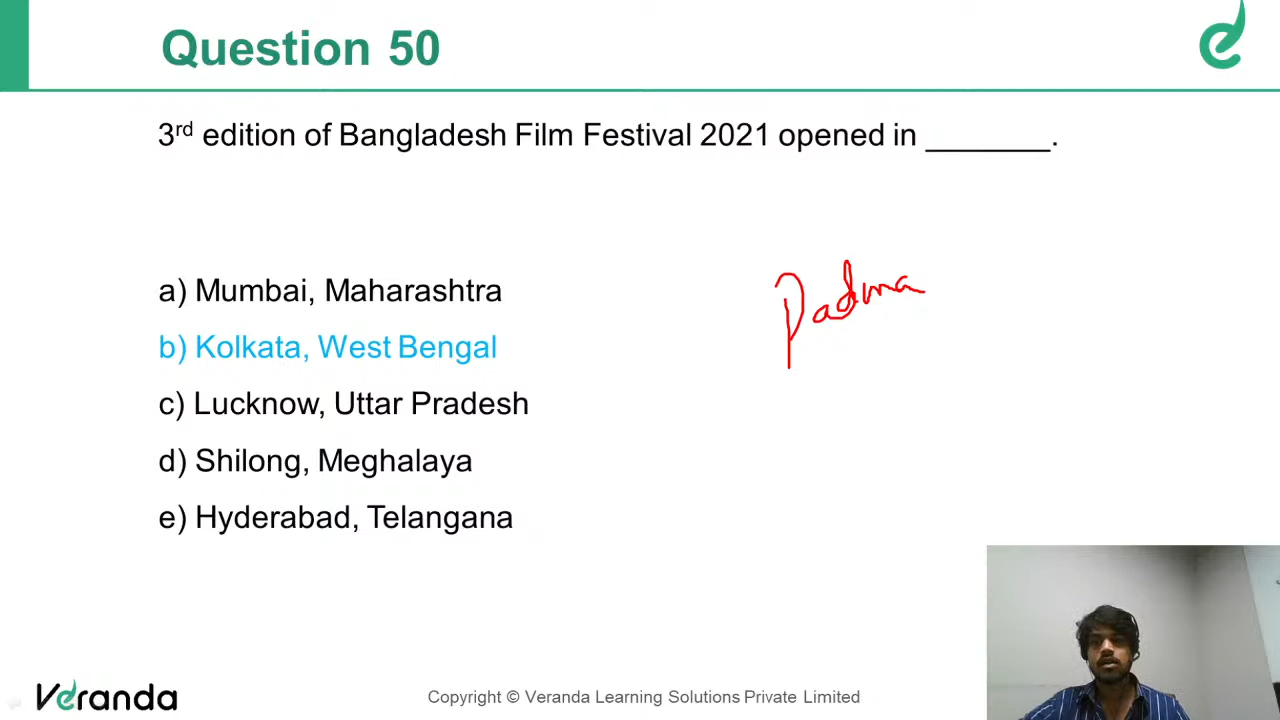 Question 50
3rd edition of Bangladesh Film Festival 2021 opened in _______.
a) Mumbai, Maharashtra
Padma
b) Kolkata, West Bengal
c) Lucknow, Uttar Pradesh
d) Shilong, Meghalaya
e) Hyderabad, Telangana
Veranda
Copyright © Veranda Learning Solutions Private Limited